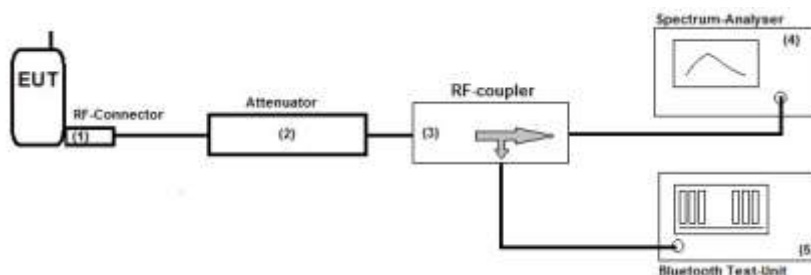 Spectrum-Analyser
(4)
EUT
RF-Connector
(1)
Attenuator
(2)
RF-coupler
(3)
(5)
Bluetooth Test-Unit